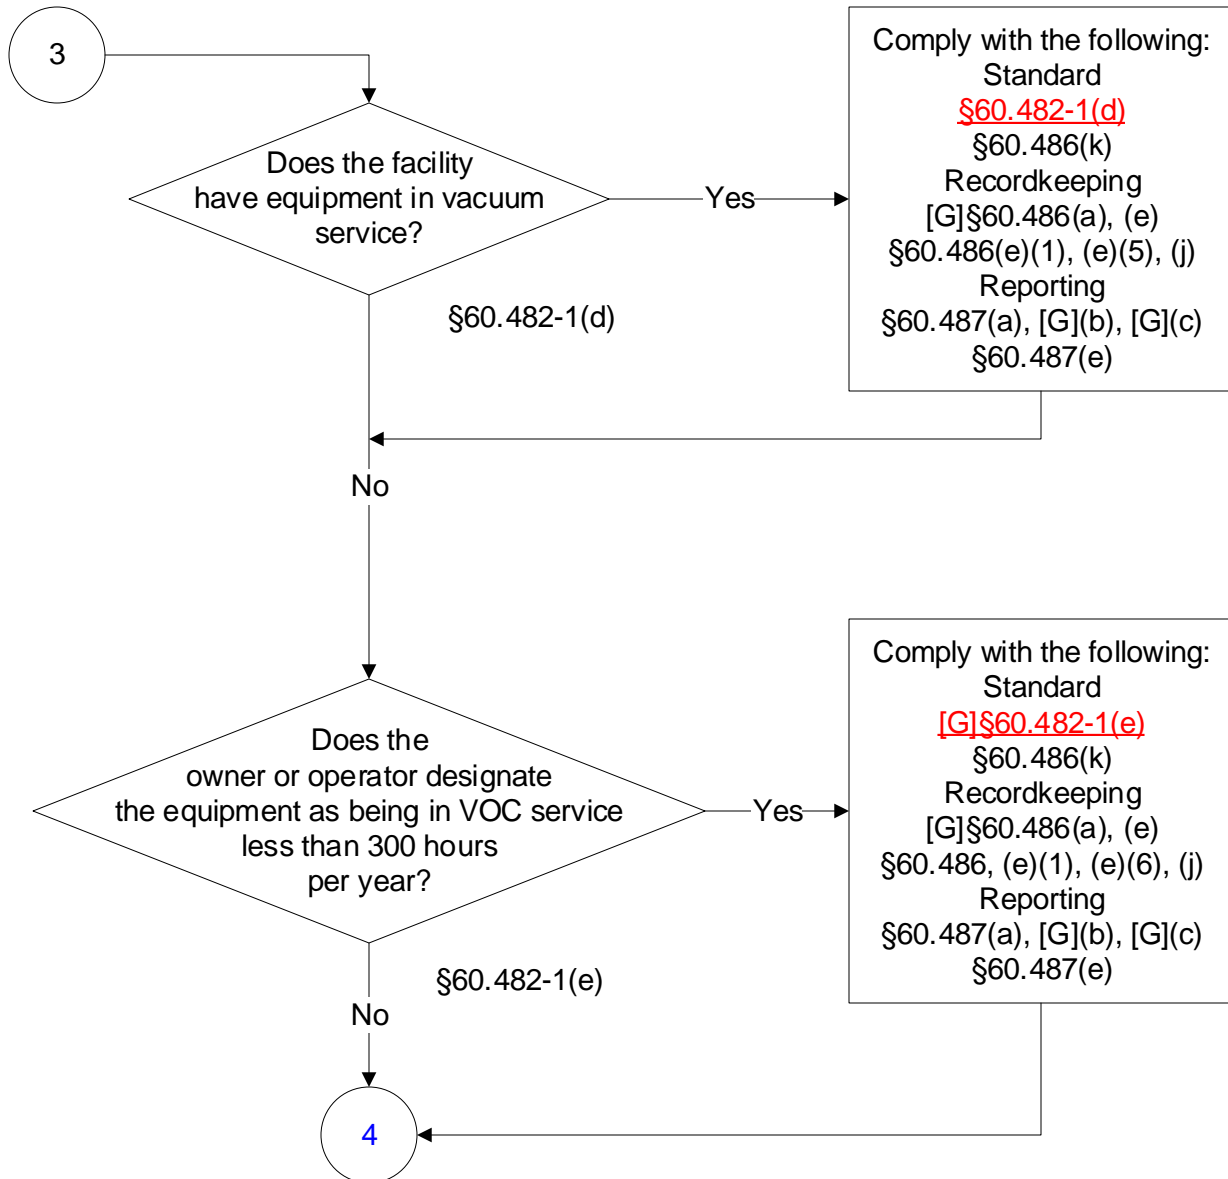 3
Does the facility
have equipment in vacuum
service?
Yes
§60.482-1(d)
Comply with the following:
Standard
§60.482-1(d)
§60.486(k)
Recordkeeping
[G]§60.486(a), (e)
§60.486(e)(1), (e)(5), (j)
Reporting
§60.487(a), [G](b), [G](c)
§60.487(e)
No
Does the
owner or operator designate
the equipment as being in VOC service
less than 300 hours
per year?
Yes
§60.482-1(e)
Comply with the following:
Standard
[G]§60.482-1(e)
§60.486(k)
Recordkeeping
[G]§60.486(a), (e)
§60.486, (e)(1), (e)(6), (j)
Reporting
§60.487(a), [G](b), [G](c)
§60.487(e)
No
4